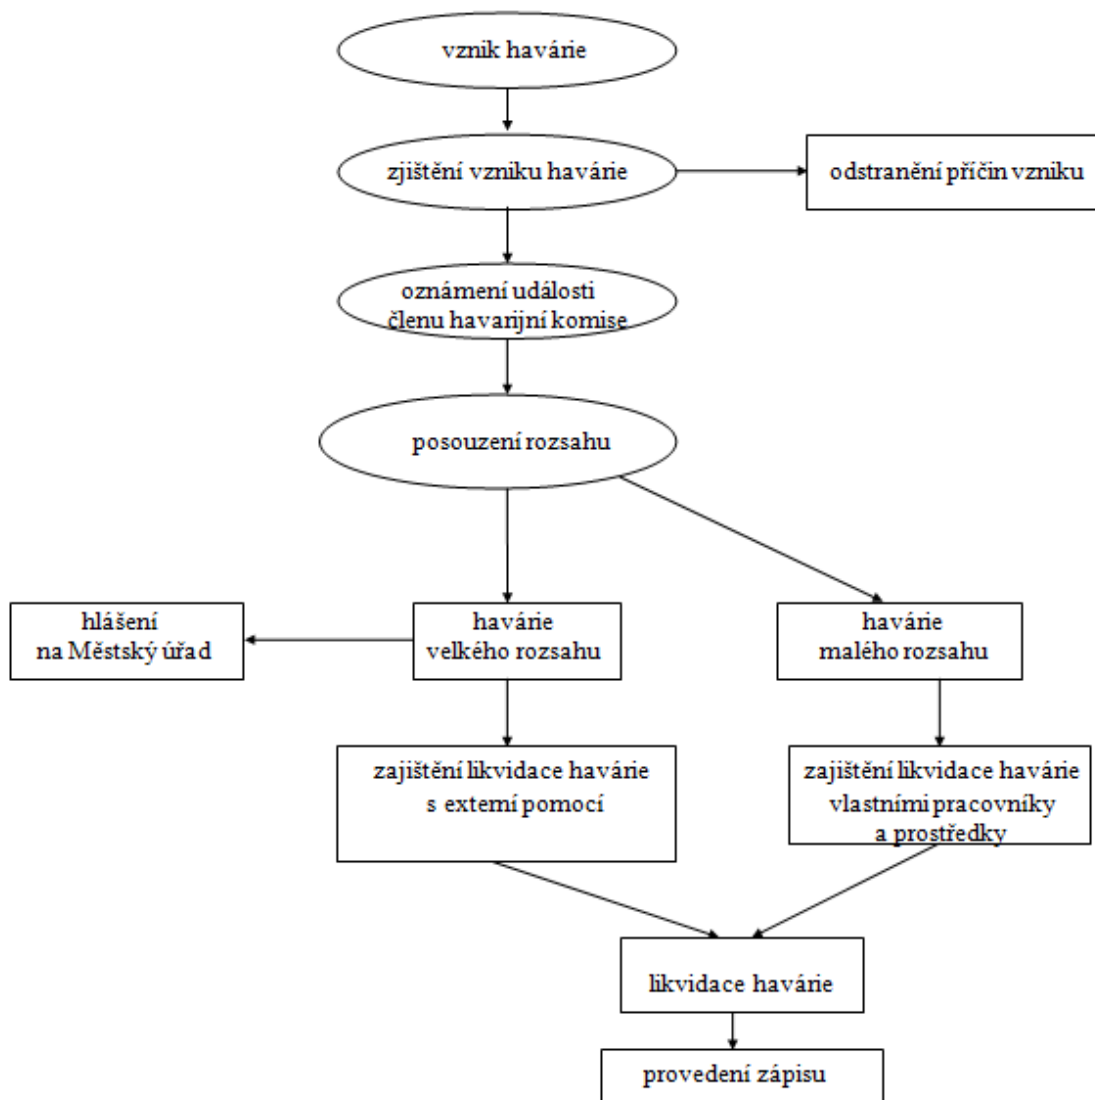 vznik havárie
zjištění vzniku havárie
odstranění příčin vzniku
oznámení události
členu havarijní komise
posouzení rozsahu
hlášení
na Městský úřad
havárie
velkého rozsahu
havárie
malého rozsahu
zajištění likvidace havárie
s externí pomocí
zajištění likvidace havárie
vlastními pracovníky
a prostředky
likvidace havárie
provedení zápisu